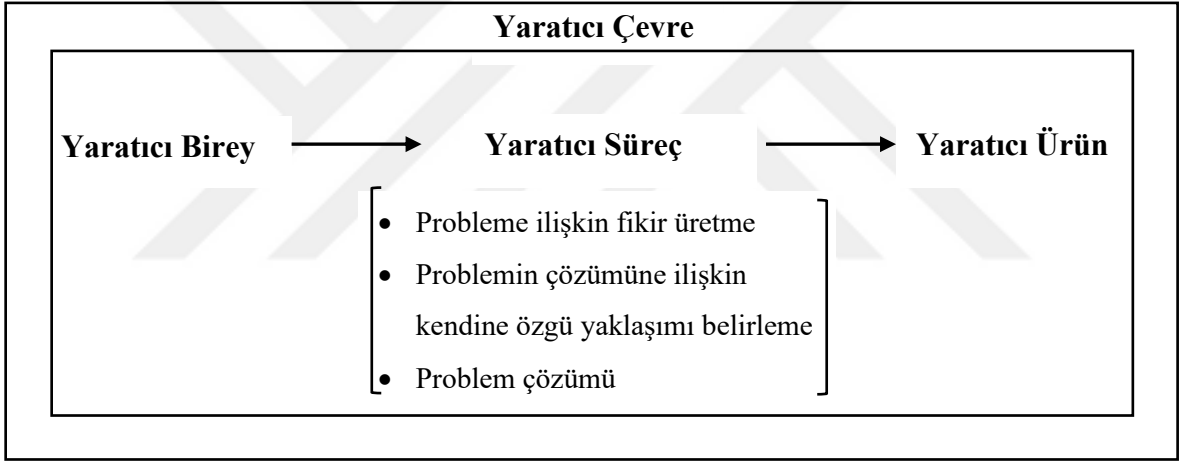 Yaratıcı Çevre
Yaratıcı Birey Yaratıcı Süreç Yaratıcı Ürün
• Probleme ilişkin fikir üretme
• Problemin çözümüne ilişkin
kendine özgü yaklaşımı belirleme
• Problem çözümü